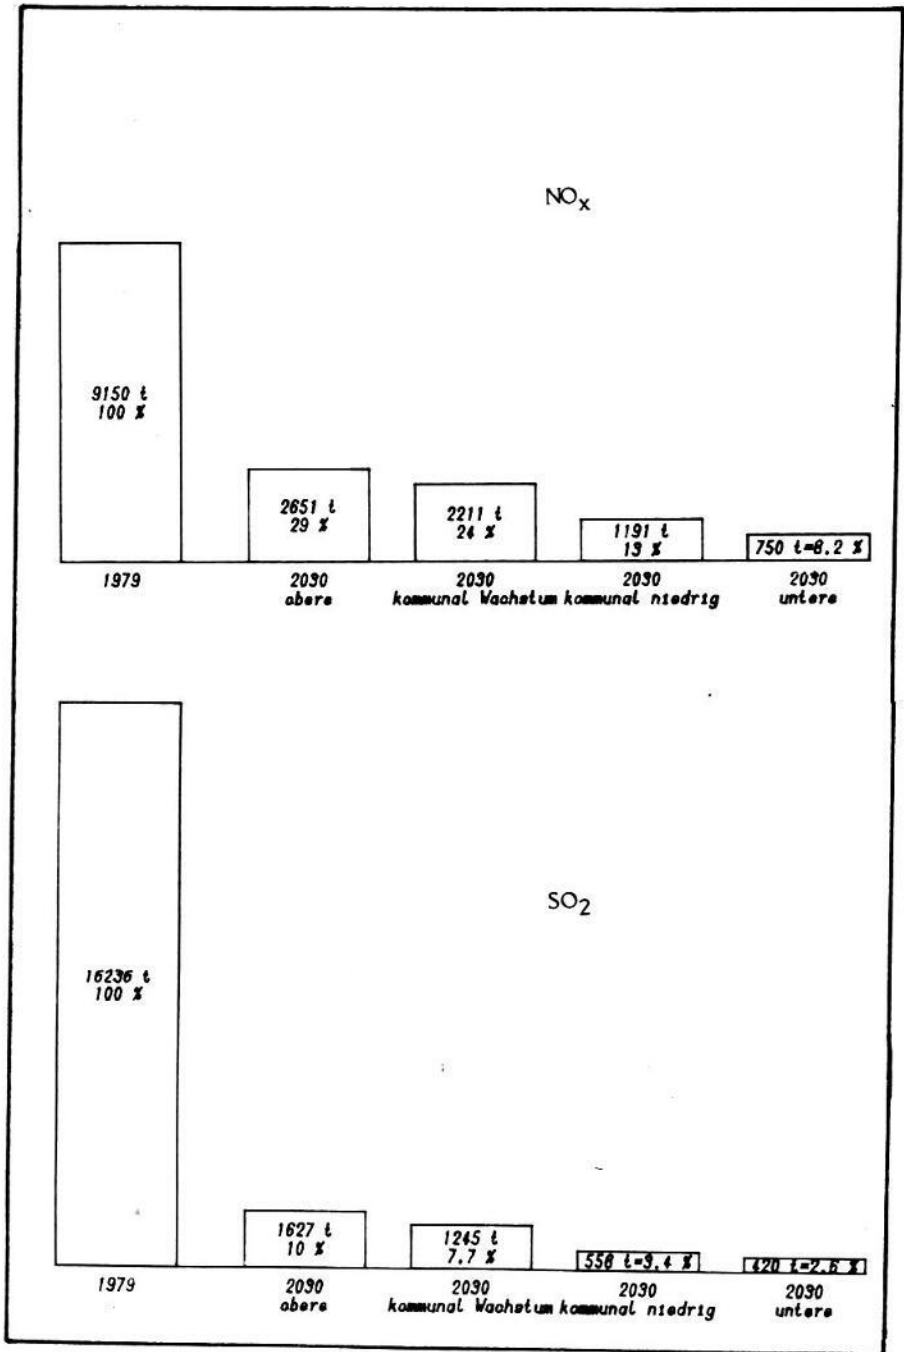 NOx
9150 t
100 %
2651 t
29 %
2211 t
24 %
1191 t
13 %
750 t=8,2 %
1979
2030
obere
2030
kommunal Wachstum
2030
kommunal niedrig
2030
untere
SO2
16236 t
100 %
1627 t
10 %
1245 t
7,7 %
556 t=3,4 %
420 t=2,6 %
1979
2030
obere
2030
kommunal Wachstum
2030
kommunal niedrig
2030
untere